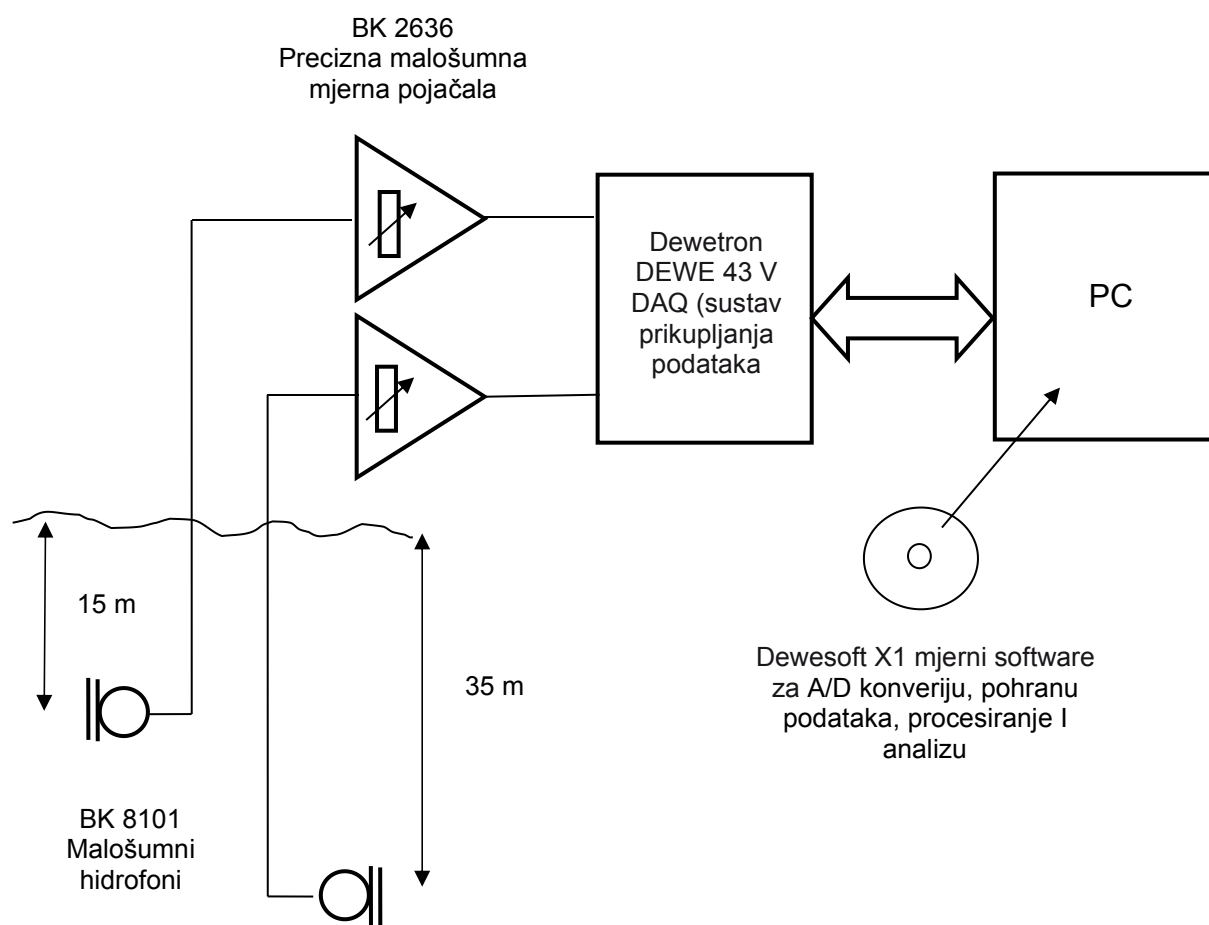 BK 2636
Precizna malošumna
mjerna pojačala
Dewetron
DEWE 43 V
DAQ (sustav
prikupljanja
podataka
PC
15 m
35 m
Dewesoft X1 mjerni software
za A/D konveriju, pohranu
podataka, procesiranje I
analizu
BK 8101
Malošumni
hidrofoni